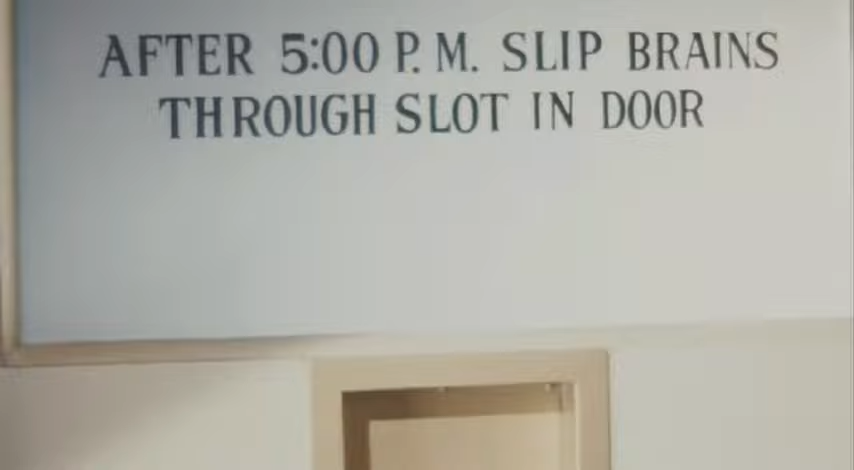 AFTER 5:00 P.M. SLIP BRAINS
THROUGH SLOT IN DOOR